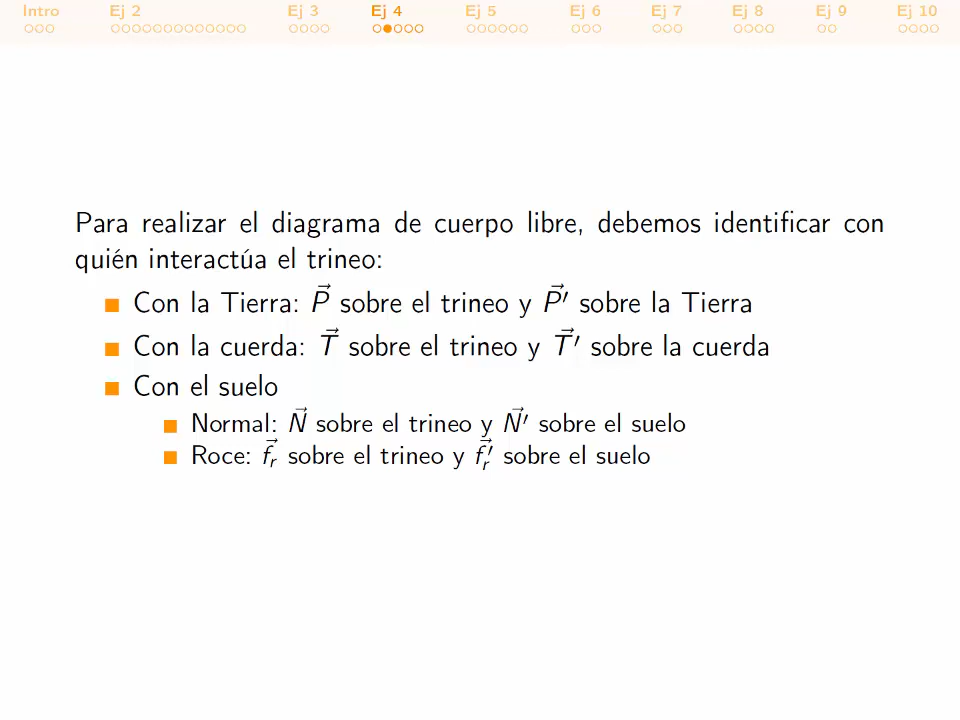 Intro Ej 2 Ej 3 Ej 4 Ej 5 Ej 6 Ej 7 Ej 8 Ej 9 Ej 10
Para realizar el diagrama de cuerpo libre, debemos identificar con
quién interactúa el trineo:
Con la Tierra: P⃗ sobre el trineo y P⃗′ sobre la Tierra
Con la cuerda: T⃗ sobre el trineo y T⃗′ sobre la cuerda
Con el suelo
Normal: N⃗ sobre el trineo y N⃗′ sobre el suelo
Roce: f⃗ᵣ sobre el trineo y f⃗ᵣ′ sobre el suelo